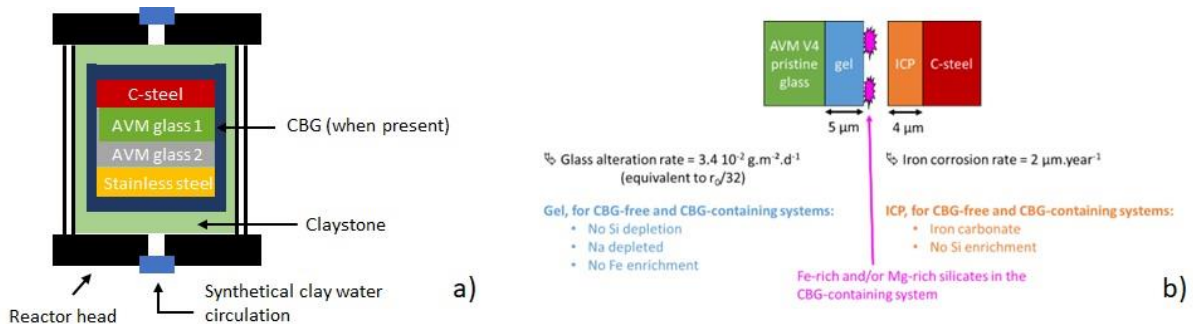 C-steel
AVM glass 1
AVM glass 2
Stainless steel
CBG (when present)
Claystone
Synthetical clay water
circulation
Reactor head
a)
AVM V4
pristine
glass
gel
ICP
C-steel
5 µm
4 µm
Glass alteration rate = 3.4 10⁻² g.m⁻².d⁻¹
(equivalent to r₀/32)
Iron corrosion rate = 2 µm.year⁻¹
Gel, for CBG-free and CBG-containing systems:
• No Si depletion
• Na depleted
• No Fe enrichment
ICP, for CBG-free and CBG-containing systems:
• Iron carbonate
• No Si enrichment
Fe-rich and/or Mg-rich silicates in the
CBG-containing system
b)